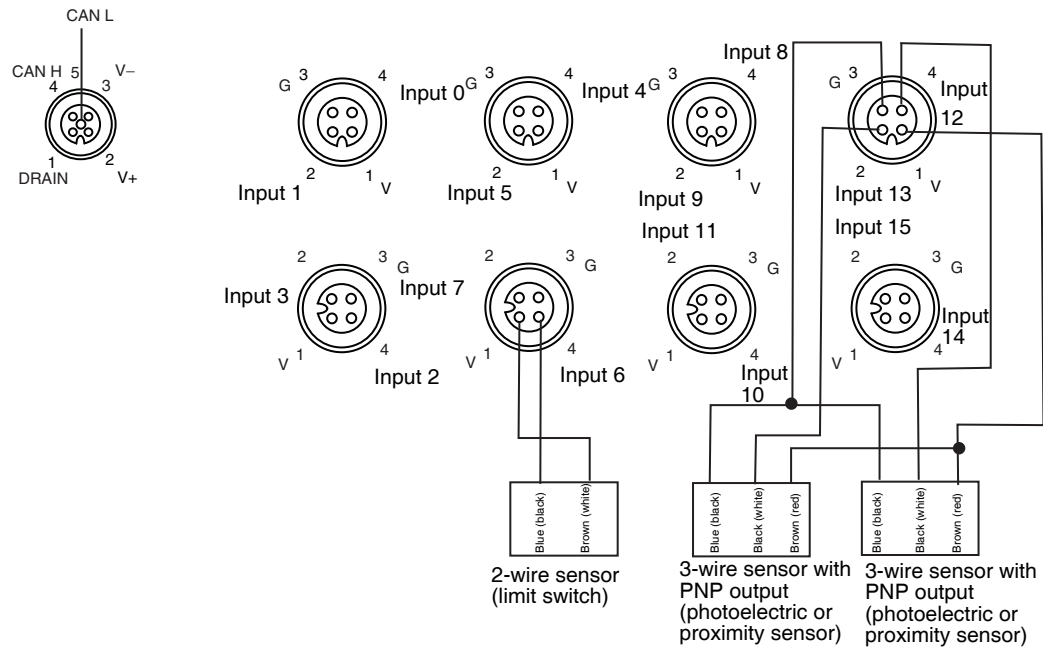 CAN L
CAN H 5 V–
4 3
1 2
DRAIN V+
G 3 4
Input 0
2 1 V
Input 1
G 3 4
Input 4
2 1 V
Input 5
Input 8
G 3 4
2 1 V
Input 9
G 3 4
Input
12
2 1 V
Input 13
2 3 G
Input 3
V 1 4
Input 2
2 3 G
Input 7
V 1 4
Input 6
Input 11
2 3 G
V 1 4
Input
10
Input 15
2 3 G
Input
14
V 1 4
Blue (black)
Brown (white)
2-wire sensor
(limit switch)
Blue (black)
Black (white)
Brown (red)
3-wire sensor with
PNP output
(photoelectric or
proximity sensor)
Blue (black)
Black (white)
Brown (red)
3-wire sensor with
PNP output
(photoelectric or
proximity sensor)